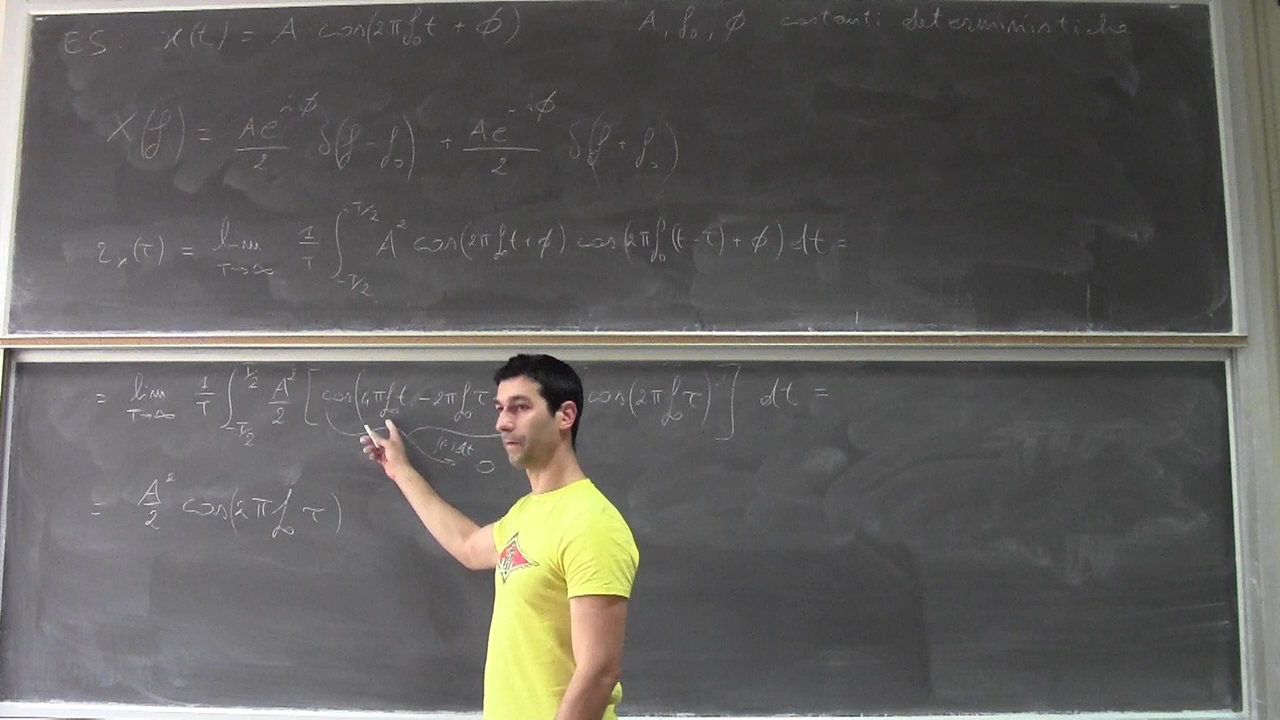 ES. x(t) = A cos(2πf₀t + φ) A, f₀, φ costanti deterministiche
X(f) = Ae^{iφ}/2 δ(f - f₀) + Ae^{-iφ}/2 δ(f + f₀)
r_x(τ) = lim_{T→∞} 1/T ∫_{-T/2}^{T/2} A² cos(2πf₀t + φ) cos(2πf₀(t - τ) + φ) dt =
= lim_{T→∞} 1/T ∫_{-T/2}^{T/2} A²/2 [cos(4πf₀t - 2πf₀τ cos(2πf₀τ)] dt =
∫(·)dt → 0
= A²/2 cos(2πf₀τ)